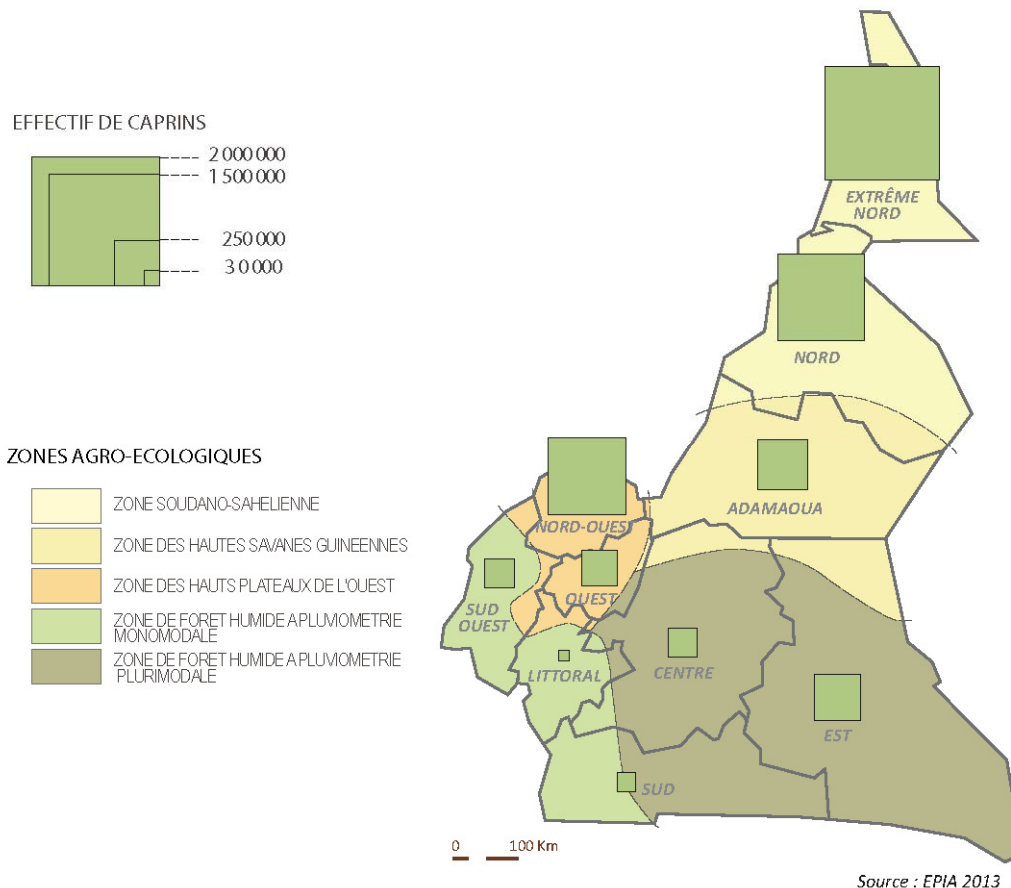 EFFECTIF DE CAPRINS
2 000 000
1 500 000
250 000
3 0 000
ZONES AGRO-ECOLOGIQUES
ZONE SOUDANO-SAHELIENNE
ZONE DES HAUTES SAVANES GUINEENNES
ZONE DES HAUTS PLATEAUX DE L'OUEST
ZONE DE FORET HUMIDE A PLUVIOMETRIE
MONOMODALE
ZONE DE FORET HUMIDE A PLUVIOMETRIE
PLURIMODALE
EXTRÊME
NORD
NORD
ADAMAOUA
NORD-OUEST
OUEST
SUD
OUEST
LITTORAL
CENTRE
EST
SUD
0 100 Km
Source : EPIA 2013